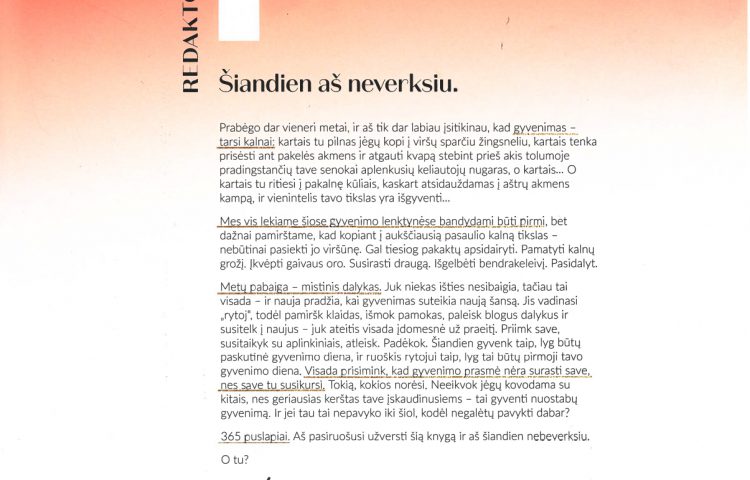 REDAKTO
Šiandien aš neverksiu.
Prabėgo dar vieneri metai, ir aš tik dar labiau įsitikinau, kad gyvenimas –
tarsi kalnai: kartais tu pilnas jėgų kopi į viršų sparčiu žingsneliu, kartais tenka
prisėsti ant pakelės akmens ir atgauti kvapą stebint prieš akis tolumoje
pradingstančių tave senokai aplenkusių keliautojų nugaras, o kartais... O
kartais tu ritiesi į pakalnę kūliais, kaskart atsidauždamas į aštrų akmens
kampą, ir vienintelis tavo tikslas yra išgyventi...
Mes vis lekiame šiose gyvenimo lenktynėse bandydami būti pirmi, bet
dažnai pamirštame, kad kopiant į aukščiausią pasaulio kalną tikslas –
nebūtinai pasiekti jo viršūnę. Gal tiesiog pakaktų apsidairyti. Pamatyti kalnų
grožį. Įkvėpti gaivaus oro. Susirasti draugą. Išgelbėti bendrakeleivį. Pasidalyt.
Metų pabaiga – mistinis dalykas. Juk niekas išties nesibaigia, tačiau tai
visada – ir nauja pradžia, kai gyvenimas suteikia naują šansą. Jis vadinasi
„rytoj", todėl pamiršk klaidas, išmok pamokas, paleisk blogus dalykus ir
susitelk į naujus – juk ateitis visada įdomesnė už praeitį. Priimk save,
susitaikyk su aplinkiniais, atleisk. Padėkok. Šiandien gyvenk taip, lyg būtų
paskutinė gyvenimo diena, ir ruoškis rytojui taip, lyg tai būtų pirmoji tavo
gyvenimo diena. Visada prisimink, kad gyvenimo prasmė nėra surasti save,
nes save tu susikursi. Tokią, kokios norėsi. Neeikvok jėgų kovodama su
kitais, nes geriausias kerštas tave įskaudinusiems – tai gyventi nuostabų
gyvenimą. Ir jei tau tai nepavyko iki šiol, kodėl negalėtų pavykti dabar?
365 puslapiai. Aš pasiruošusi užversti šią knygą ir aš šiandien nebeverksiu.
O tu?